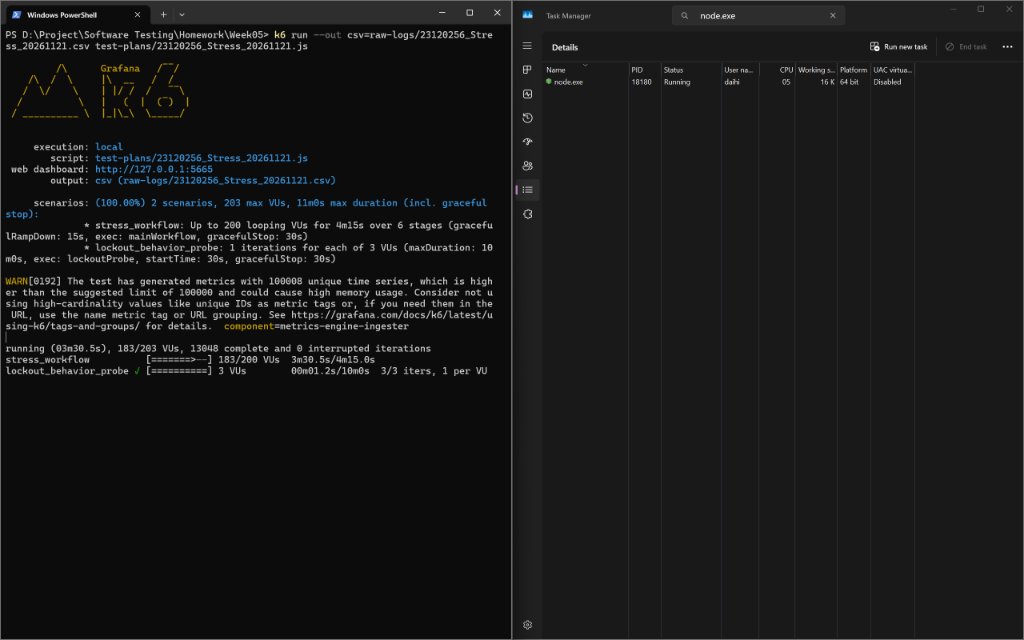 Windows PowerShell
PS D:\Project\Software Testing\Homework\Week05> k6 run --out csv=raw-logs/23120256_Stre
ss_20261121.csv test-plans/23120256_Stress_20261121.js
Grafana
execution: local
script: test-plans/23120256_Stress_20261121.js
web dashboard: http://127.0.0.1:5665
output: csv (raw-logs/23120256_Stress_20261121.csv)
scenarios: (100.00%) 2 scenarios, 203 max VUs, 11m0s max duration (incl. graceful
stop):
* stress_workflow: Up to 200 looping VUs for 4m15s over 6 stages (gracefu
lRampDown: 15s, exec: mainWorkflow, gracefulStop: 30s)
* lockout_behavior_probe: 1 iterations for each of 3 VUs (maxDuration: 10
m0s, exec: lockoutProbe, startTime: 30s, gracefulStop: 30s)
WARN[0192] The test has generated metrics with 100008 unique time series, which is high
er than the suggested limit of 100000 and could cause high memory usage. Consider not u
sing high-cardinality values like unique IDs as metric tags or, if you need them in the
URL, use the name metric tag or URL grouping. See https://grafana.com/docs/k6/latest/u
sing-k6/tags-and-groups/ for details.  component=metrics-engine-ingester
running (03m30.5s), 183/203 VUs, 13048 complete and 0 interrupted iterations
stress_workflow [=======>--] 183/200 VUs 3m30.5s/4m15.0s
lockout_behavior_probe ✓ [==========] 3 VUs 00m01.2s/10m0s 3/3 iters, 1 per VU
Task Manager
node.exe
Details
Run new task
End task
Name PID Status User na... CPU Working s... Platform UAC virtua...
node.exe 18180 Running daihi 05 16 K 64 bit Disabled